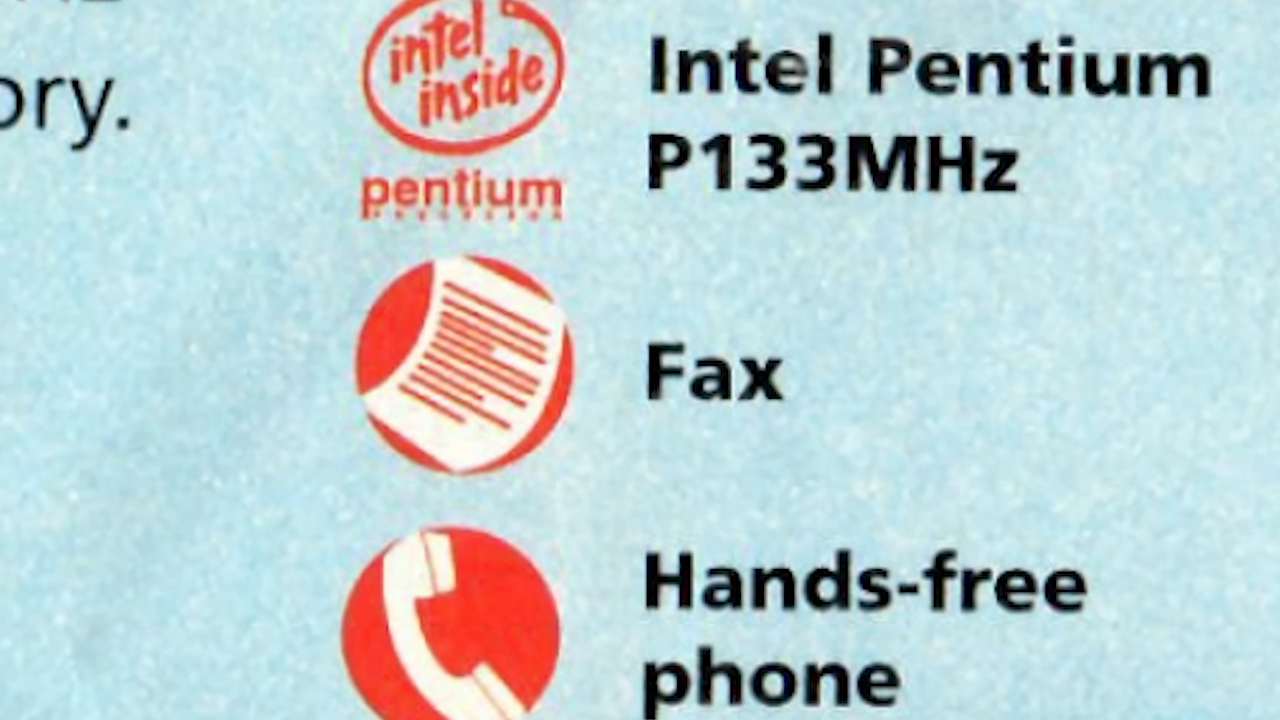 ory.
intel
inside
pentium
Intel Pentium
P133MHz
Fax
Hands-free
phone